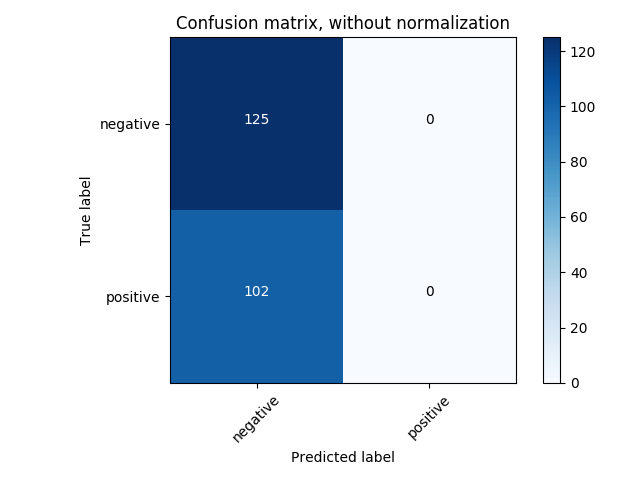 Confusion matrix, without normalization
True label
negative
125
0
positive
102
0
negative
positive
Predicted label
120
100
80
60
40
20
0